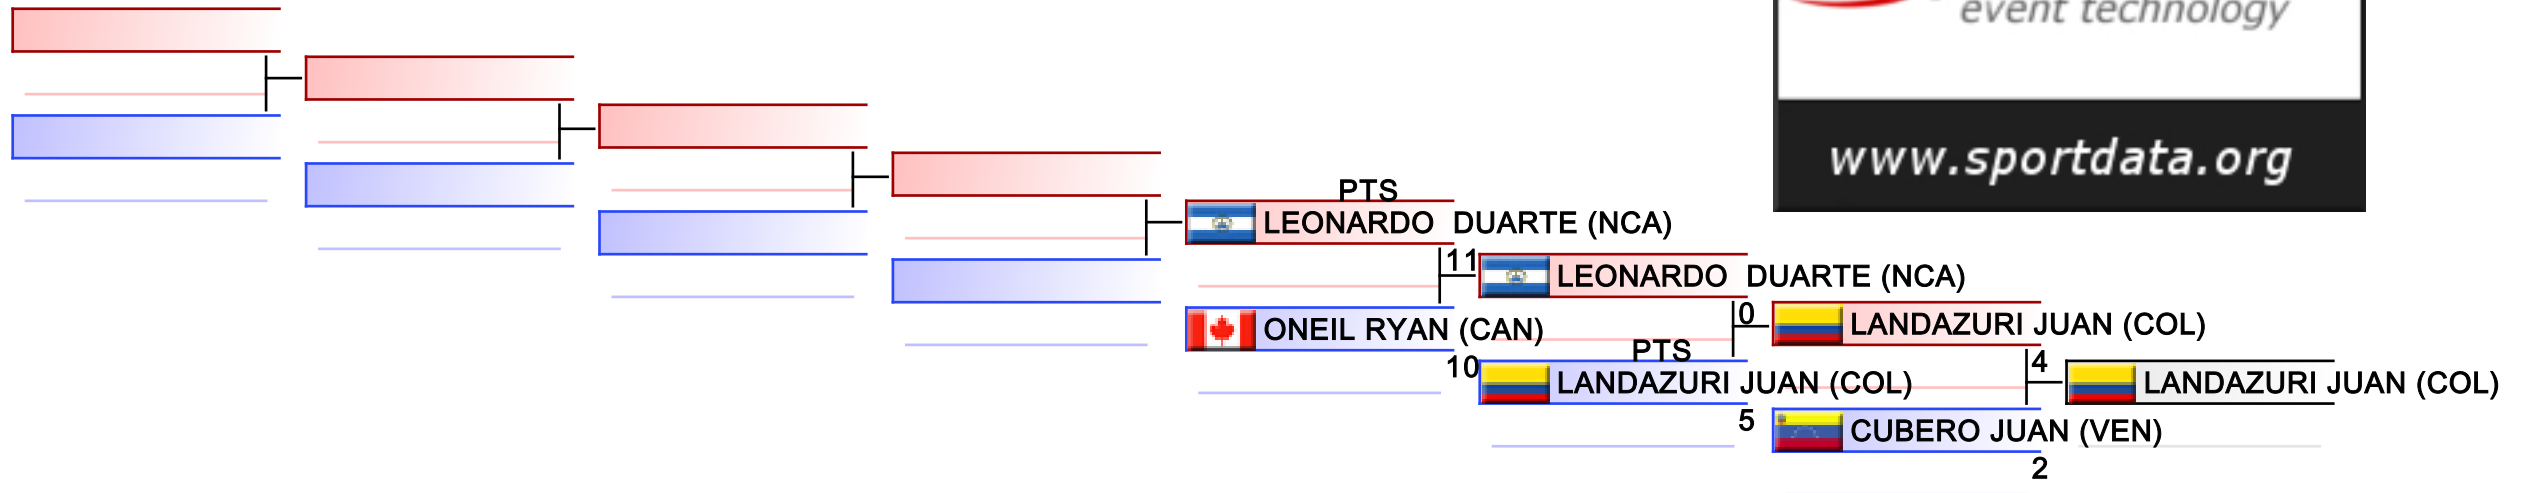 event technology
www.sportdata.org
PTS
LEONARDO  DUARTE (NCA)
11
LEONARDO  DUARTE (NCA)
0
LANDAZURI JUAN (COL)
ONEIL RYAN (CAN)
PTS
10
LANDAZURI JUAN (COL)
4
LANDAZURI JUAN (COL)
5
CUBERO JUAN (VEN)
2